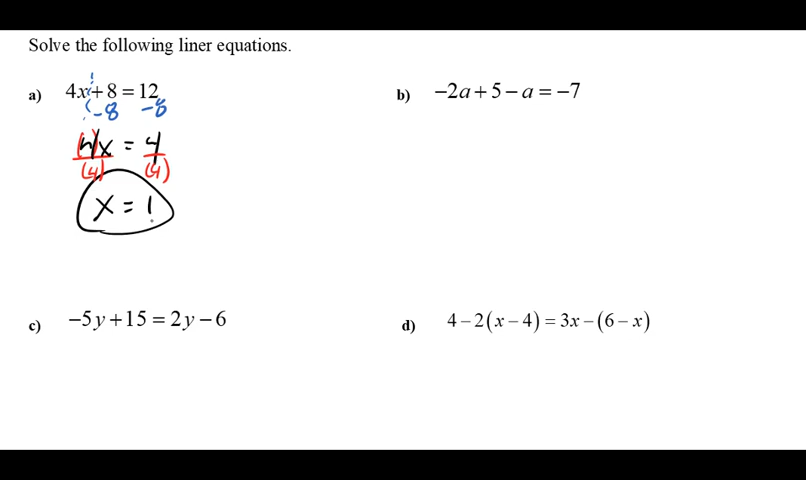 Solve the following liner equations.
a) 4x + 8 = 12
-8 -8
(4)x = 4
(4) (4)
x = 1
b) −2a + 5 − a = −7
c) −5y + 15 = 2y − 6
d) 4 − 2(x − 4) = 3x − (6 − x)